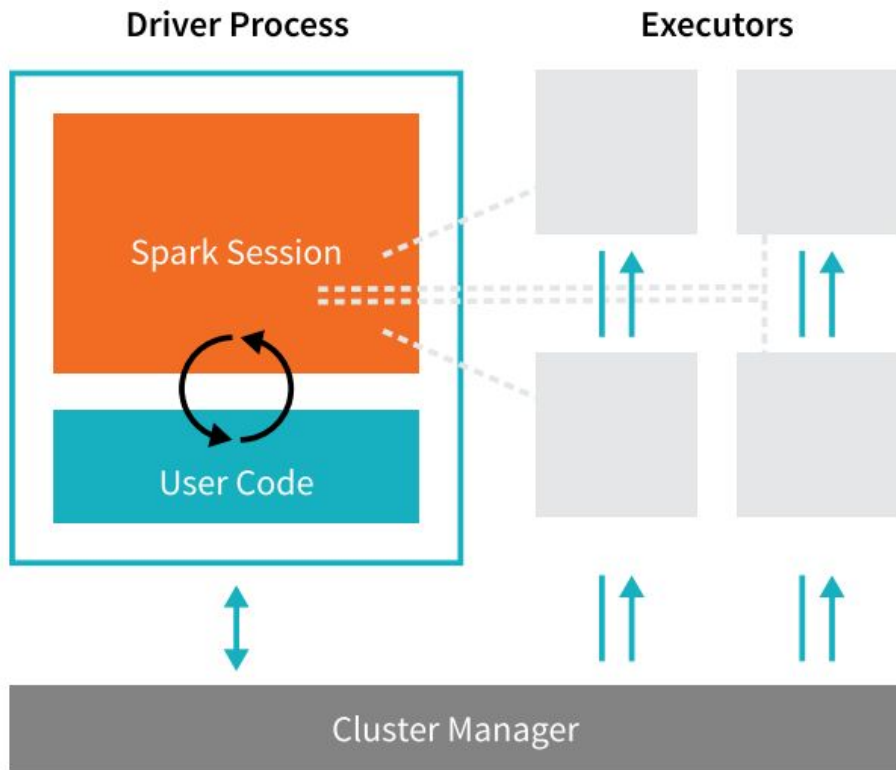 Driver Process
Executors
Spark Session
User Code
Cluster Manager